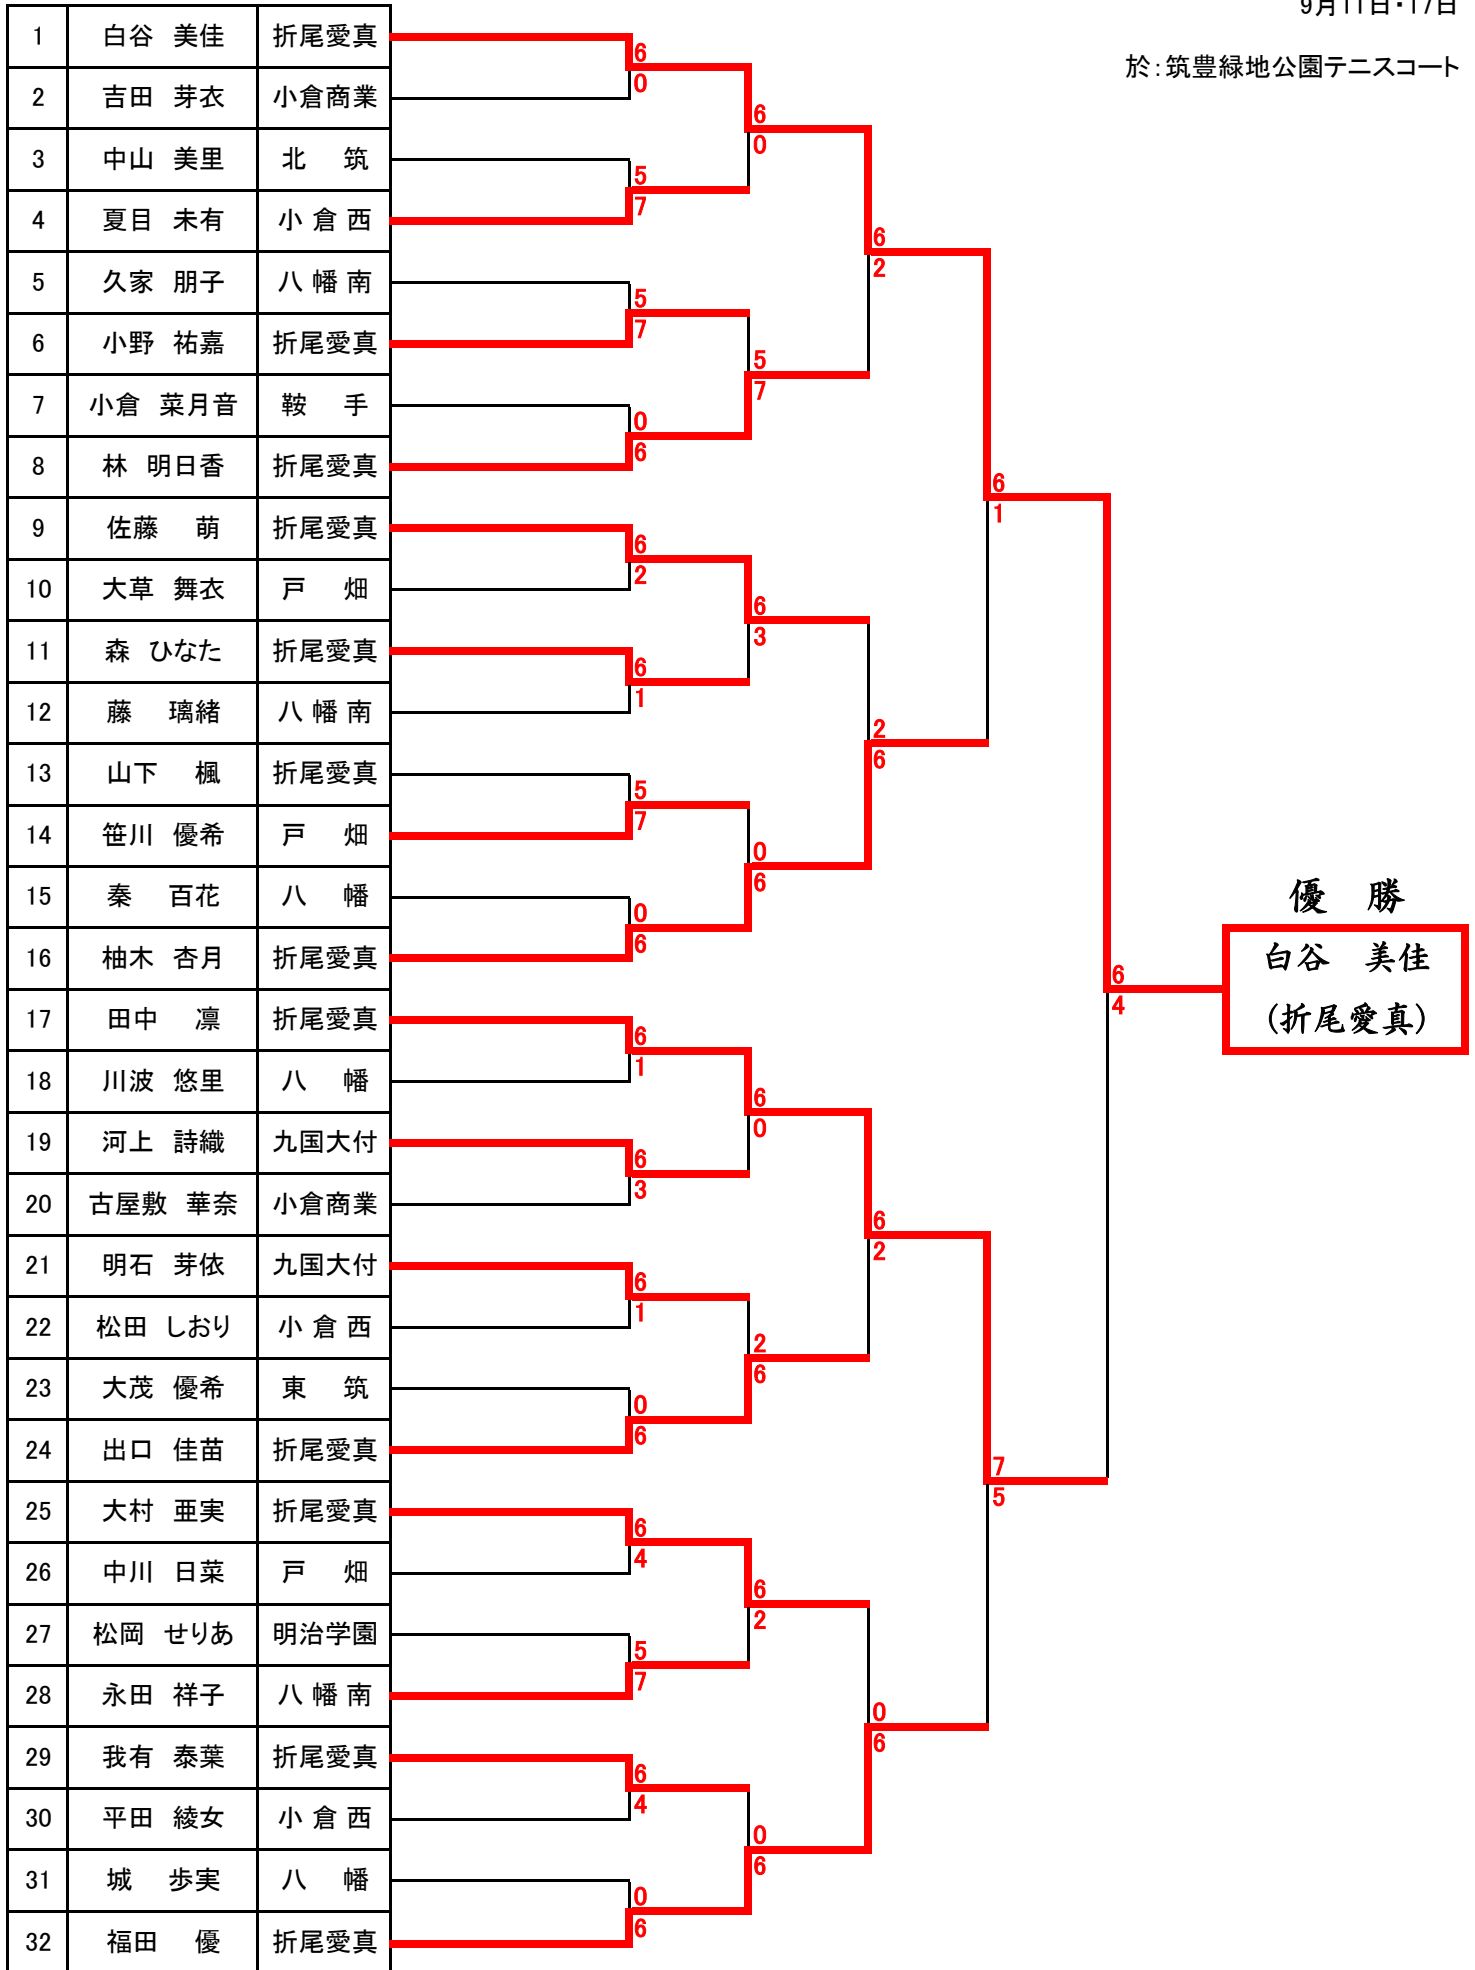 9月11日・17日
於：筑豊緑地公園テニスコート
1 白谷 美佳 折尾愛真
2 吉田 芽衣 小倉商業
3 中山 美里 北 筑
4 夏目 未有 小倉西
5 久家 朋子 八幡南
6 小野 祐嘉 折尾愛真
7 小倉 菜月音 鞍 手
8 林 明日香 折尾愛真
9 佐藤 萌 折尾愛真
10 大草 舞衣 戸 畑
11 森 ひなた 折尾愛真
12 藤 璃緒 八幡南
13 山下 楓 折尾愛真
14 笹川 優希 戸 畑
15 秦 百花 八 幡
16 柚木 杏月 折尾愛真
17 田中 凛 折尾愛真
18 川波 悠里 八 幡
19 河上 詩織 九国大付
20 古屋敷 華奈 小倉商業
21 明石 芽依 九国大付
22 松田 しおり 小倉西
23 大茂 優希 東 筑
24 出口 佳苗 折尾愛真
25 大村 亜実 折尾愛真
26 中川 日菜 戸 畑
27 松岡 せりあ 明治学園
28 永田 祥子 八幡南
29 我有 泰葉 折尾愛真
30 平田 綾女 小倉西
31 城 歩実 八 幡
32 福田 優 折尾愛真
6
0
5
7
5
7
0
6
6
2
6
1
5
7
0
6
6
1
6
3
6
1
0
6
6
4
5
7
6
4
0
6
6
0
5
7
6
3
0
6
6
0
2
6
6
2
0
6
6
2
2
6
6
2
0
6
6
1
7
5
6
4
優 勝
白谷 美佳
(折尾愛真)